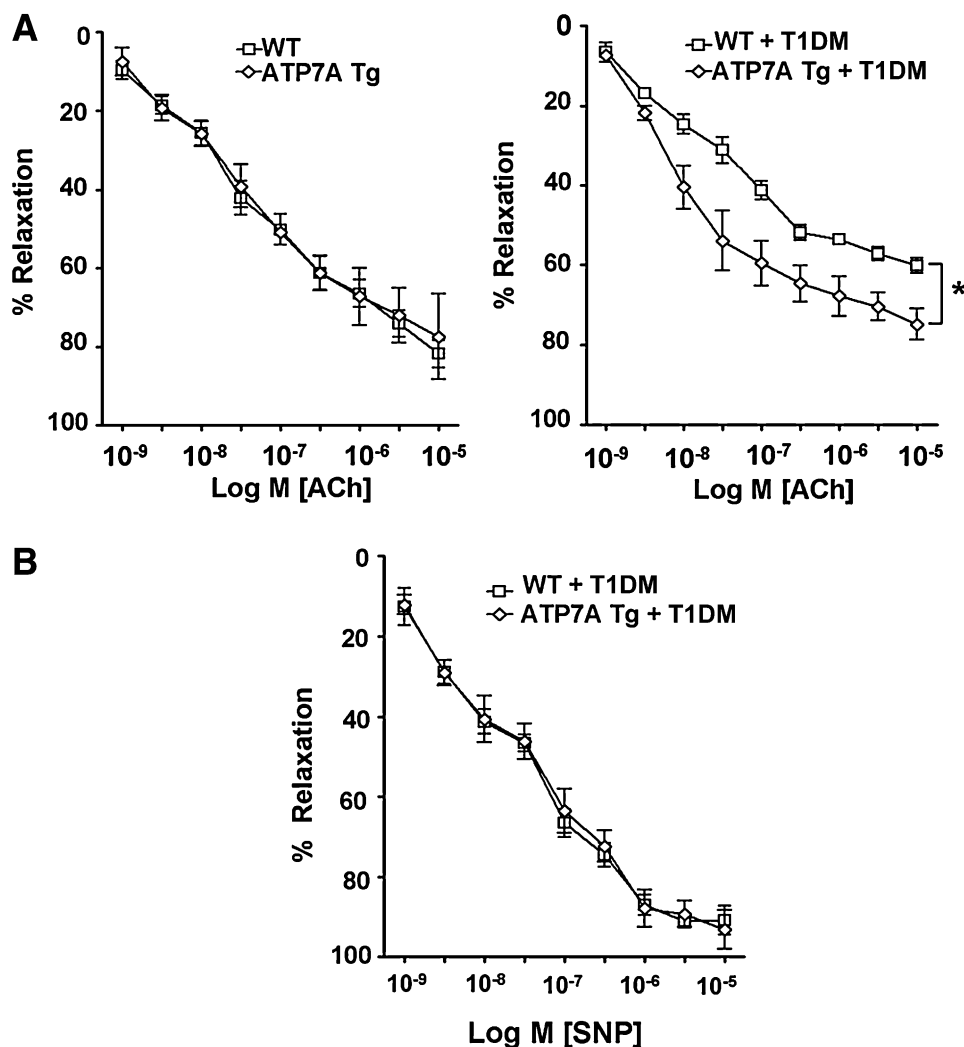 A
0
20
40
60
80
100
% Relaxation
WT
ATP7A Tg
10⁻⁹ 10⁻⁸ 10⁻⁷ 10⁻⁶ 10⁻⁵
Log M [ACh]
0
20
40
60
80
100
% Relaxation
WT + T1DM
ATP7A Tg + T1DM
*
10⁻⁹ 10⁻⁸ 10⁻⁷ 10⁻⁶ 10⁻⁵
Log M [ACh]
B
0
20
40
60
80
100
% Relaxation
WT + T1DM
ATP7A Tg + T1DM
10⁻⁹ 10⁻⁸ 10⁻⁷ 10⁻⁶ 10⁻⁵
Log M [SNP]